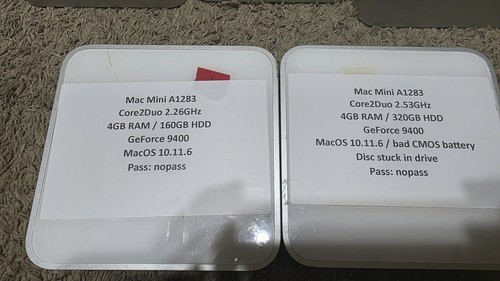 Mac Mini A1283
Core2Duo 2.26GHz
4GB RAM / 160GB HDD
GeForce 9400
MacOS 10.11.6
Pass: nopass
Mac Mini A1283
Core2Duo 2.53GHz
4GB RAM / 320GB HDD
GeForce 9400
MacOS 10.11.6 / bad CMOS battery
Disc stuck in drive
Pass: nopass